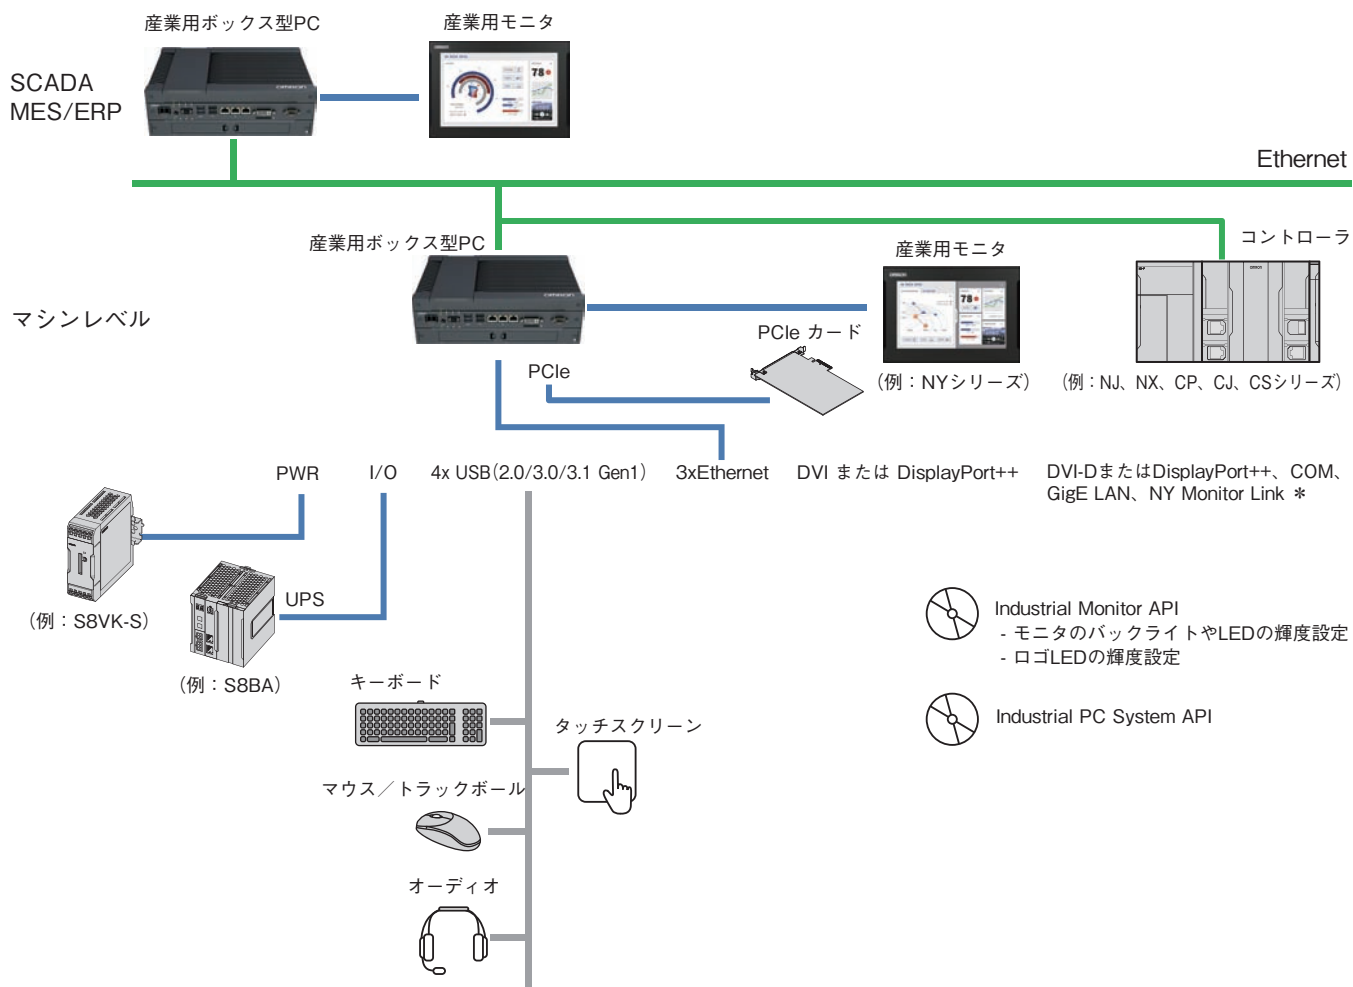 産業用ボックス型PC
産業用モニタ
SCADA
MES/ERP
omron
78
Ethernet
産業用ボックス型PC
産業用モニタ
コントローラ
マシンレベル
omron
78
omron
PCIe カード
PCIe
(例：NYシリーズ)
(例：NJ、NX、CP、CJ、CSシリーズ)
PWR
I/O
4x USB(2.0/3.0/3.1 Gen1)
3xEthernet
DVI または DisplayPort++
DVI-DまたはDisplayPort++、COM、
GigE LAN、NY Monitor Link ＊
(例：S8VK-S)
UPS
(例：S8BA)
Industrial Monitor API
- モニタのバックライトやLEDの輝度設定
- ロゴLEDの輝度設定
Industrial PC System API
キーボード
タッチスクリーン
マウス／トラックボール
オーディオ